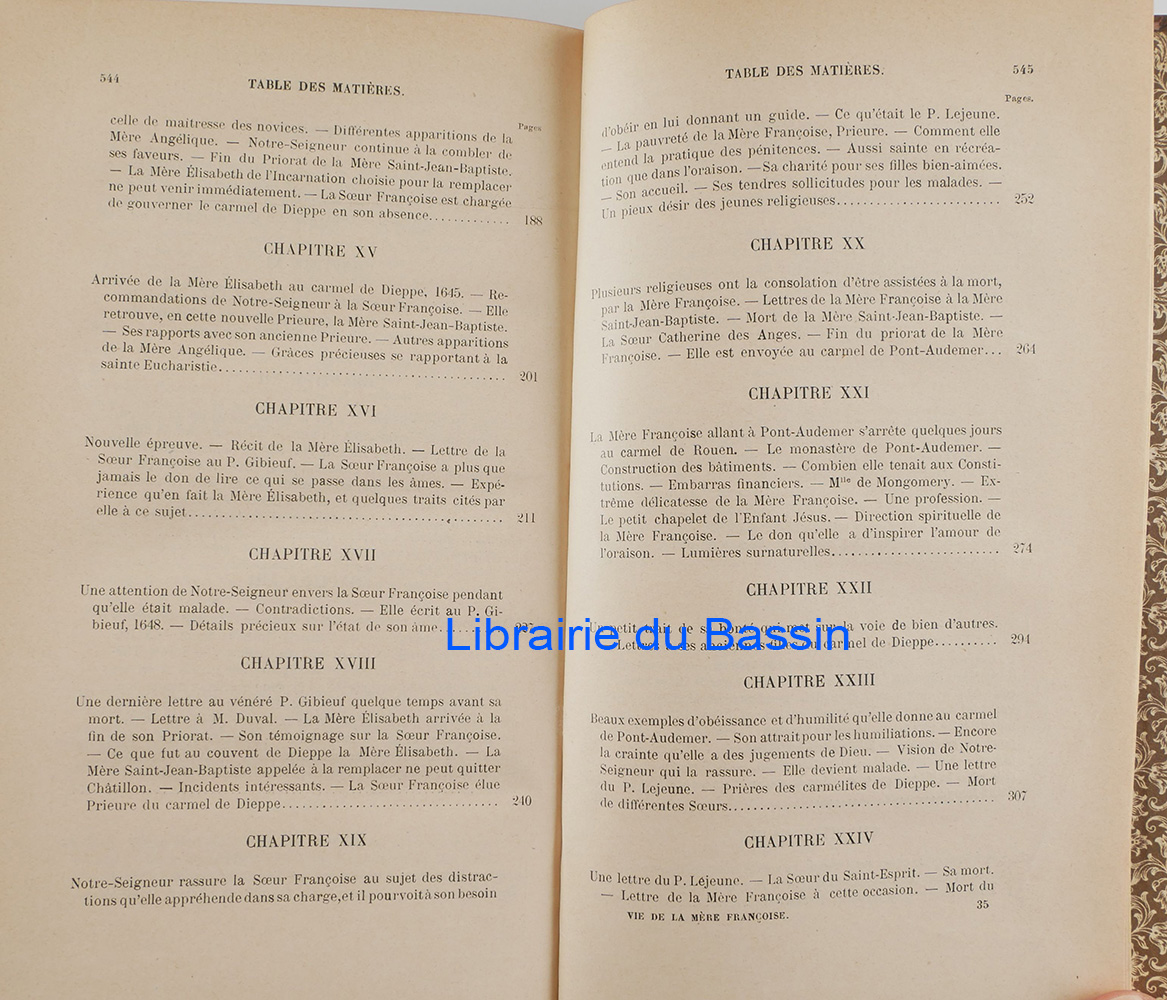 544
TABLE DES MATIÈRES.
Pages
celle de maîtresse des novices. — Différentes apparitions de la
Mère Angélique. — Notre-Seigneur continue à la combler de
ses faveurs. — Fin du Priorat de la Mère Saint-Jean-Baptiste.
— La Mère Élisabeth de l'Incarnation choisie pour la remplacer
ne peut venir immédiatement. — La Sœur Françoise est chargée
de gouverner le carmel de Dieppe en son absence............. 188
CHAPITRE XV
Arrivée de la Mère Élisabeth au carmel de Dieppe, 1645. — Re-
commandations de Notre-Seigneur à la Sœur Françoise. — Elle
retrouve, en cette nouvelle Prieure, la Mère Saint-Jean-Baptiste.
— Ses rapports avec son ancienne Prieure. — Autres apparitions
de la Mère Angélique. — Grâces précieuses se rapportant à la
sainte Eucharistie............................................ 201
CHAPITRE XVI
Nouvelle épreuve. — Récit de la Mère Élisabeth. — Lettre de la
Sœur Françoise au P. Gibieuf. — La Sœur Françoise a plus que
jamais le don de lire ce qui se passe dans les âmes. — Expé-
rience qu'en fait la Mère Élisabeth, et quelques traits cités par
elle à ce sujet................................................ 211
CHAPITRE XVII
Une attention de Notre-Seigneur envers la Sœur Françoise pendant
qu'elle était malade. — Contradictions. — Elle écrit au P. Gi-
bieuf, 1648. — Détails précieux sur l'état de son âme.
CHAPITRE XVIII
Une dernière lettre au vénéré P. Gibieuf quelque temps avant sa
mort. — Lettre à M. Duval. — La Mère Élisabeth arrivée à la
fin de son Priorat. — Son témoignage sur la Sœur Françoise.
— Ce que fut au couvent de Dieppe la Mère Élisabeth. — La
Mère Saint-Jean-Baptiste appelée à la remplacer ne peut quitter
Châtillon. — Incidents intéressants. — La Sœur Françoise élue
Prieure du carmel de Dieppe................................. 240
CHAPITRE XIX
Notre-Seigneur rassure la Sœur Françoise au sujet des distrac-
tions qu'elle appréhende dans sa charge, et il pourvoit à son besoin
TABLE DES MATIÈRES. 545
Pages.
d'obéir en lui donnant un guide. — Ce qu'était le P. Lejeune.
— La pauvreté de la Mère Françoise, Prieure. — Comment elle
entend la pratique des pénitences. — Aussi sainte en récréa-
tion que dans l'oraison. — Sa charité pour ses filles bien-aimées.
— Son accueil. — Ses tendres sollicitudes pour les malades. —
Un pieux désir des jeunes religieuses......................... 252
CHAPITRE XX
Plusieurs religieuses ont la consolation d'être assistées à la mort,
par la Mère Françoise. — Lettres de la Mère Françoise à la Mère
Saint-Jean-Baptiste. — Mort de la Mère Saint-Jean-Baptiste. —
La Sœur Catherine des Anges. — Fin du priorat de la Mère
Françoise. — Elle est envoyée au carmel de Pont-Audemer... 264
CHAPITRE XXI
La Mère Françoise allant à Pont-Audemer s'arrête quelques jours
au carmel de Rouen. — Le monastère de Pont-Audemer. —
Construction des bâtiments. — Combien elle tenait aux Consti-
tutions. — Embarras financiers. — Mlle de Mongomery. — Ex-
trême délicatesse de la Mère Françoise. — Une profession. —
Le petit chapelet de l'Enfant Jésus. — Direction spirituelle de
la Mère Françoise. — Le don qu'elle a d'inspirer l'amour de
l'oraison. — Lumières surnaturelles.......................... 274
CHAPITRE XXII
Un petit trait de sa bonté qui met sur la voie de bien d'autres.
Lettres à ses anciennes filles du carmel de Dieppe.......... 294
Librairie du Bassin
CHAPITRE XXIII
Beaux exemples d'obéissance et d'humilité qu'elle donne au carmel
de Pont-Audemer. — Son attrait pour les humiliations. — Encore
la crainte qu'elle a des jugements de Dieu. — Vision de Notre-
Seigneur qui la rassure. — Elle devient malade. — Une lettre
du P. Lejeune. — Prières des carmélites de Dieppe. — Mort
de différentes Sœurs......................................... 307
CHAPITRE XXIV
Une lettre du P. Léjeune. — La Sœur du Saint-Esprit. — Sa mort.
— Lettre de la Mère Françoise à cette occasion. — Mort du
35
VIE DE LA MÈRE FRANÇOISE.